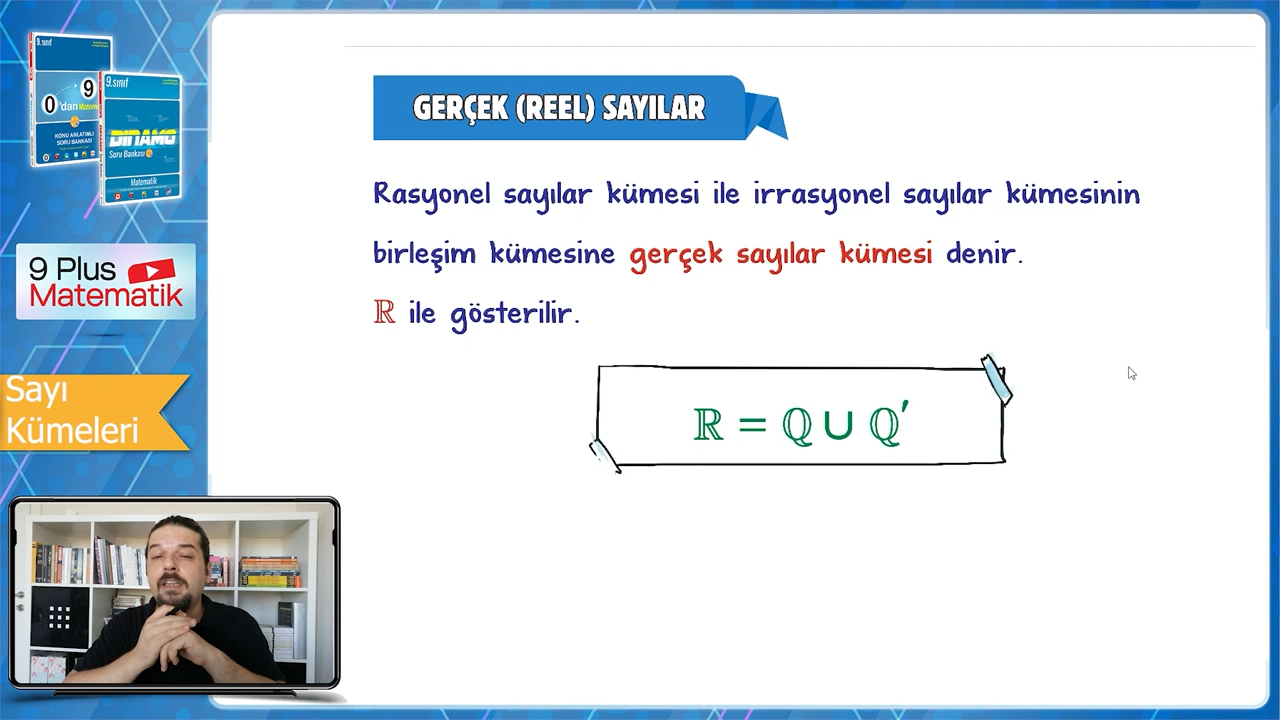 9.sınıf
0'dan 9
Matematik
KONU ANLATIMLI
SORU BANKASI
9.sınıf
DİNAMO
Soru Bankası
Matematik
9 Plus
Matematik
Sayı
Kümeleri
GERÇEK (REEL) SAYILAR
Rasyonel sayılar kümesi ile irrasyonel sayılar kümesinin
birleşim kümesine gerçek sayılar kümesi denir.
ℝ ile gösterilir.
ℝ = ℚ ∪ ℚ′